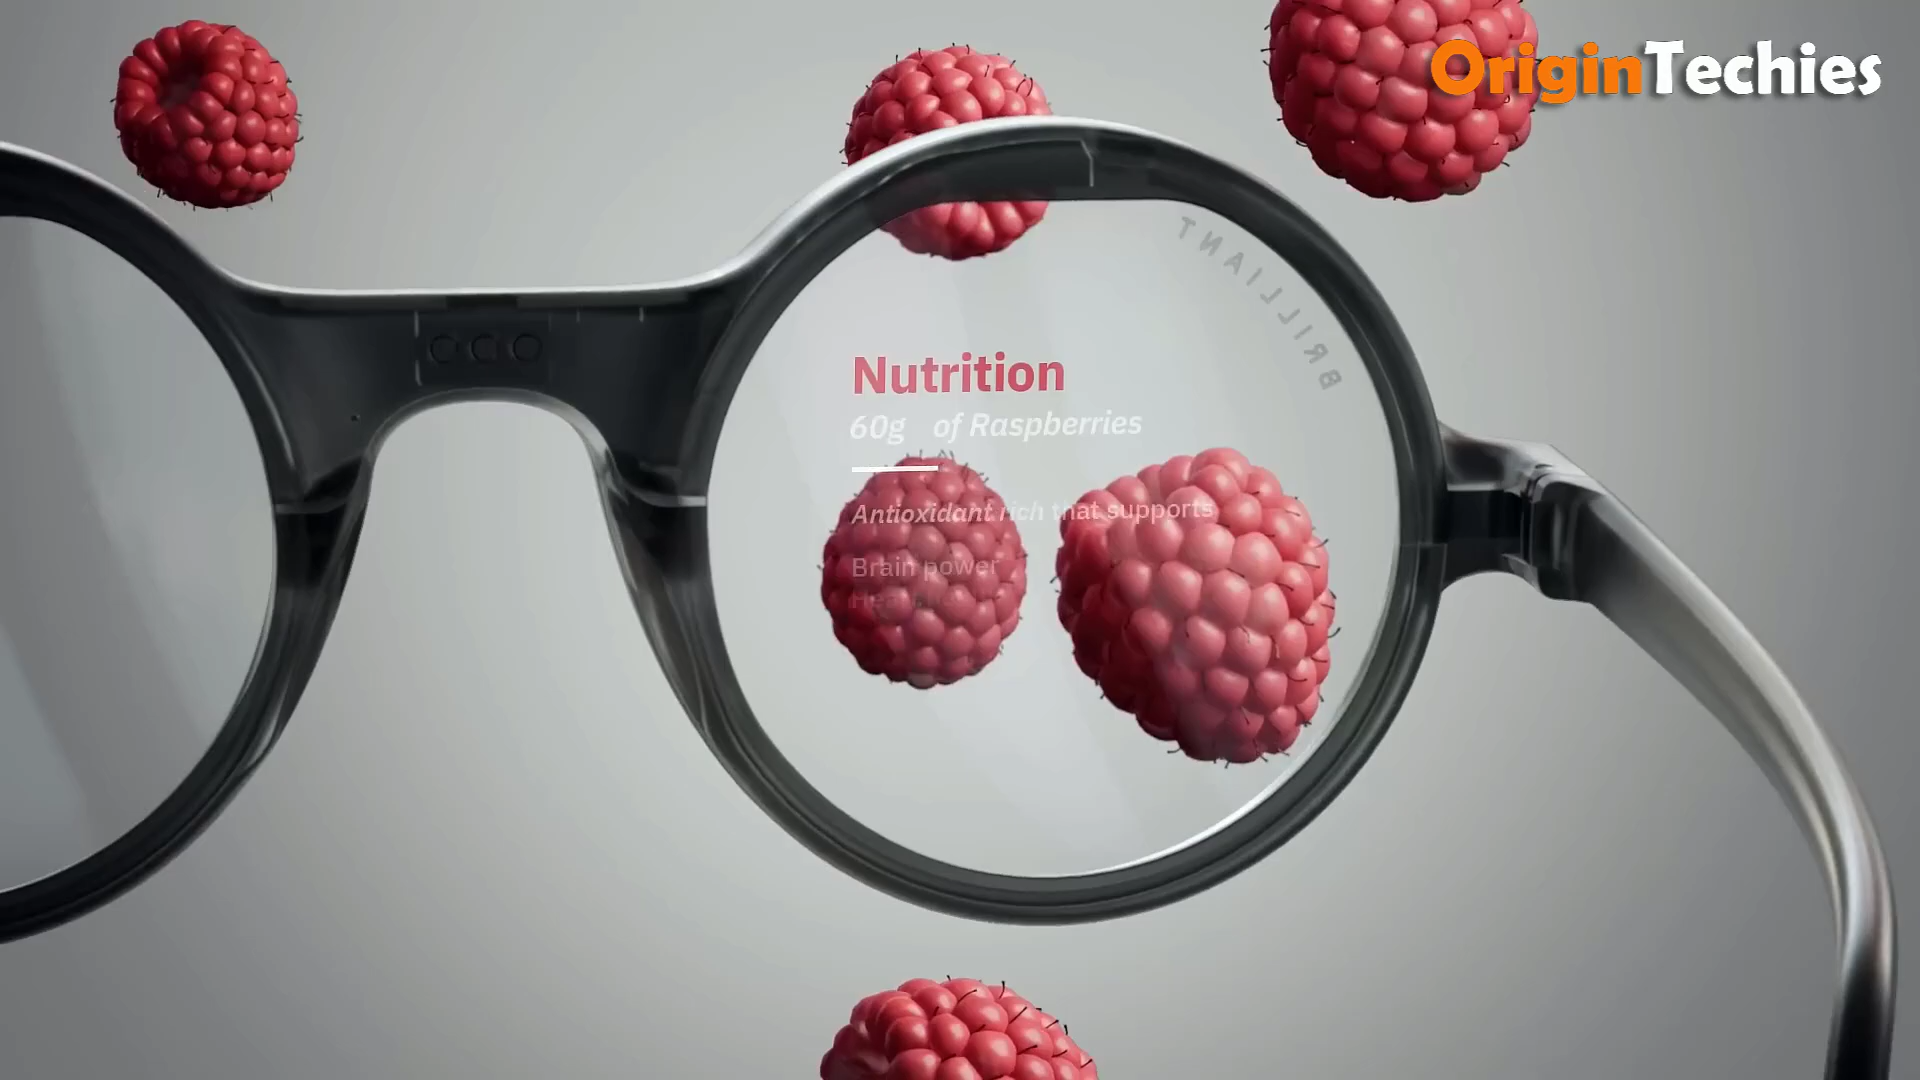 OriginTechies
BRILLIANT
Nutrition
60g of Raspberries
Antioxidant rich that supports
Brain power